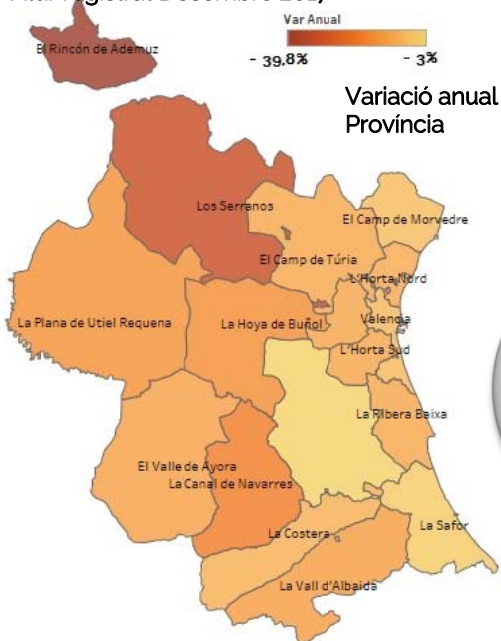 Var Anual
- 39,8%
- 3%
Variació anual
Província
El Rincón de Ademuz
Los Serranos
El Camp de Morvedre
El Camp de Túria
L'Horta Nord
La Plana de Utiel Requena
La Hoya de Buñol
Valencia
L'Horta Sud
La Ribera Baixa
El Valle de Ayora
La Canal de Navarres
La Costera
La Safor
La Vall d'Albaida